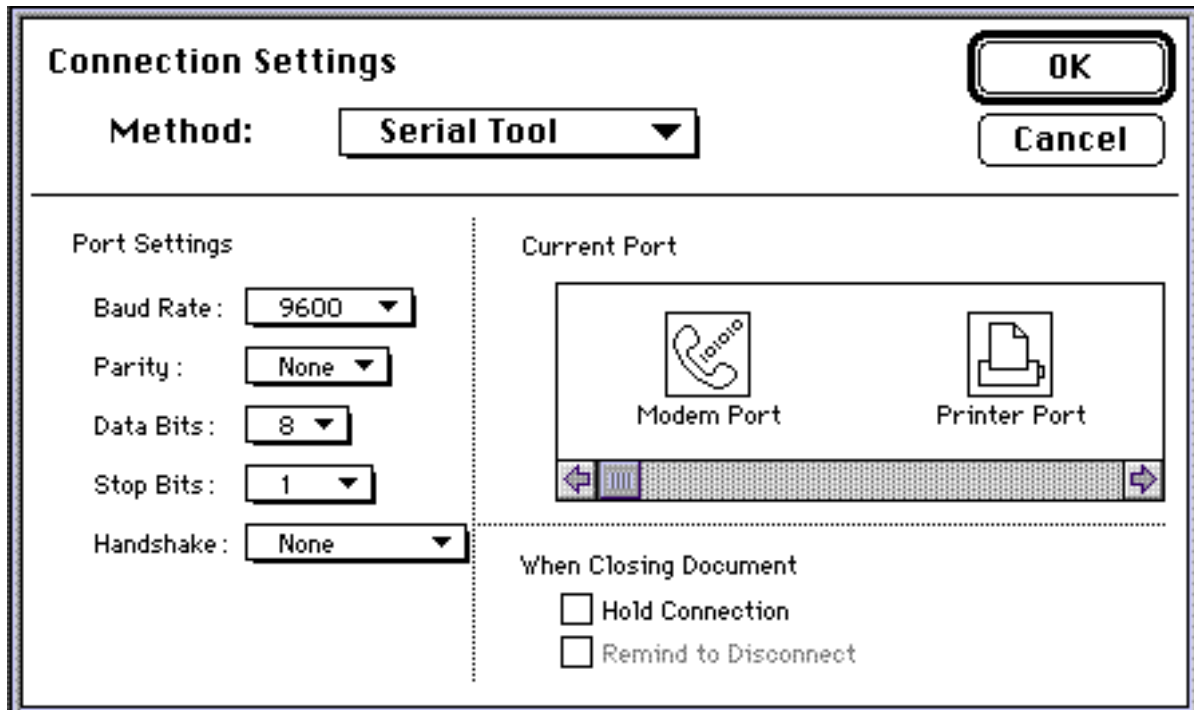 Connection Settings
OK
Method: Serial Tool
Cancel
Port Settings
Baud Rate: 9600
Parity: None
Data Bits: 8
Stop Bits: 1
Handshake: None
Current Port
Modem Port Printer Port
When Closing Document
Hold Connection
Remind to Disconnect